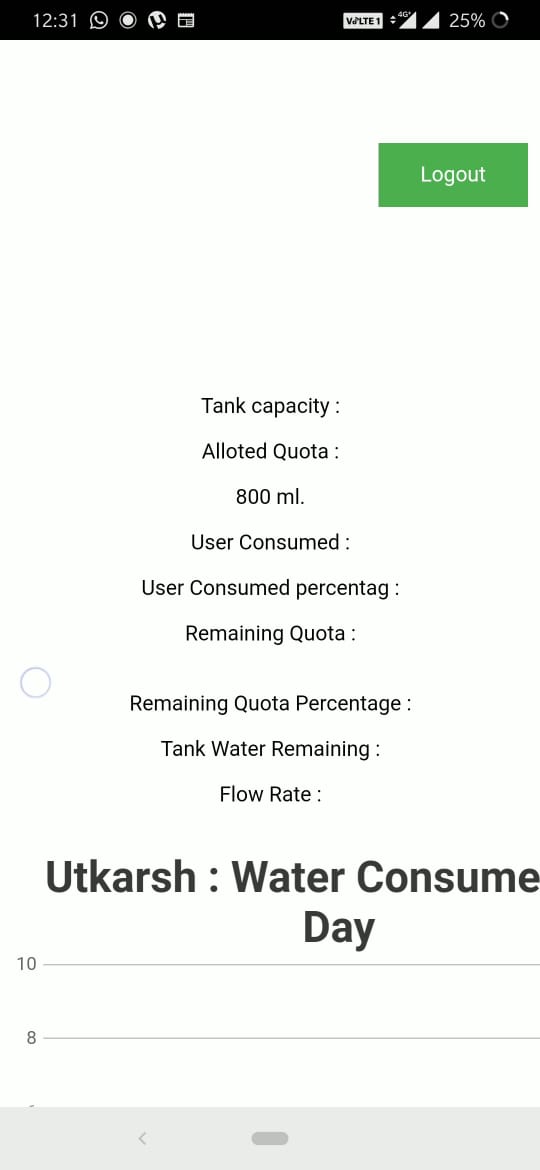 12:31 VoLTE 1 4G+ 25%
Logout
Tank capacity :
Alloted Quota :
800 ml.
User Consumed :
User Consumed percentag :
Remaining Quota :
Remaining Quota Percentage :
Tank Water Remaining :
Flow Rate :
Utkarsh : Water Consume
Day
10
8